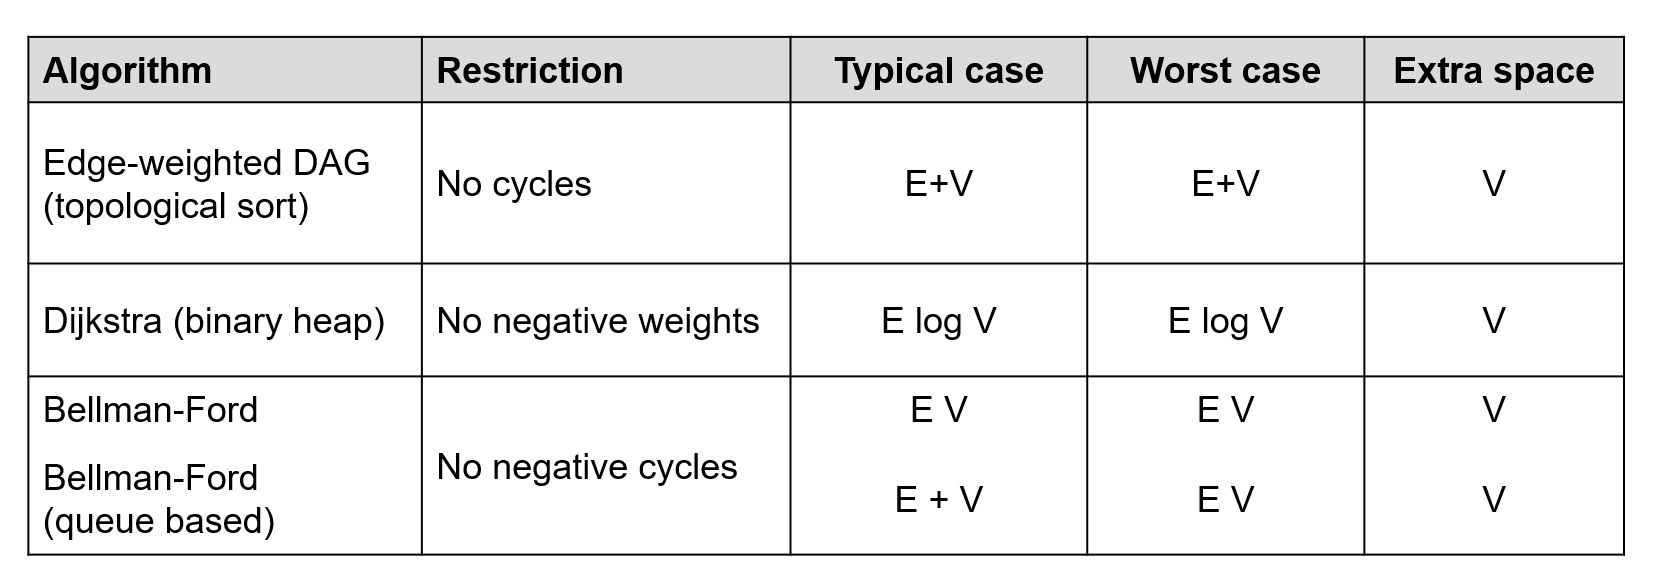 Algorithm Restriction Typical case Worst case Extra space
Edge-weighted DAG
(topological sort) No cycles E+V E+V V
Dijkstra (binary heap) No negative weights E log V E log V V
Bellman-Ford E V E V V
No negative cycles
Bellman-Ford
(queue based) E + V E V V